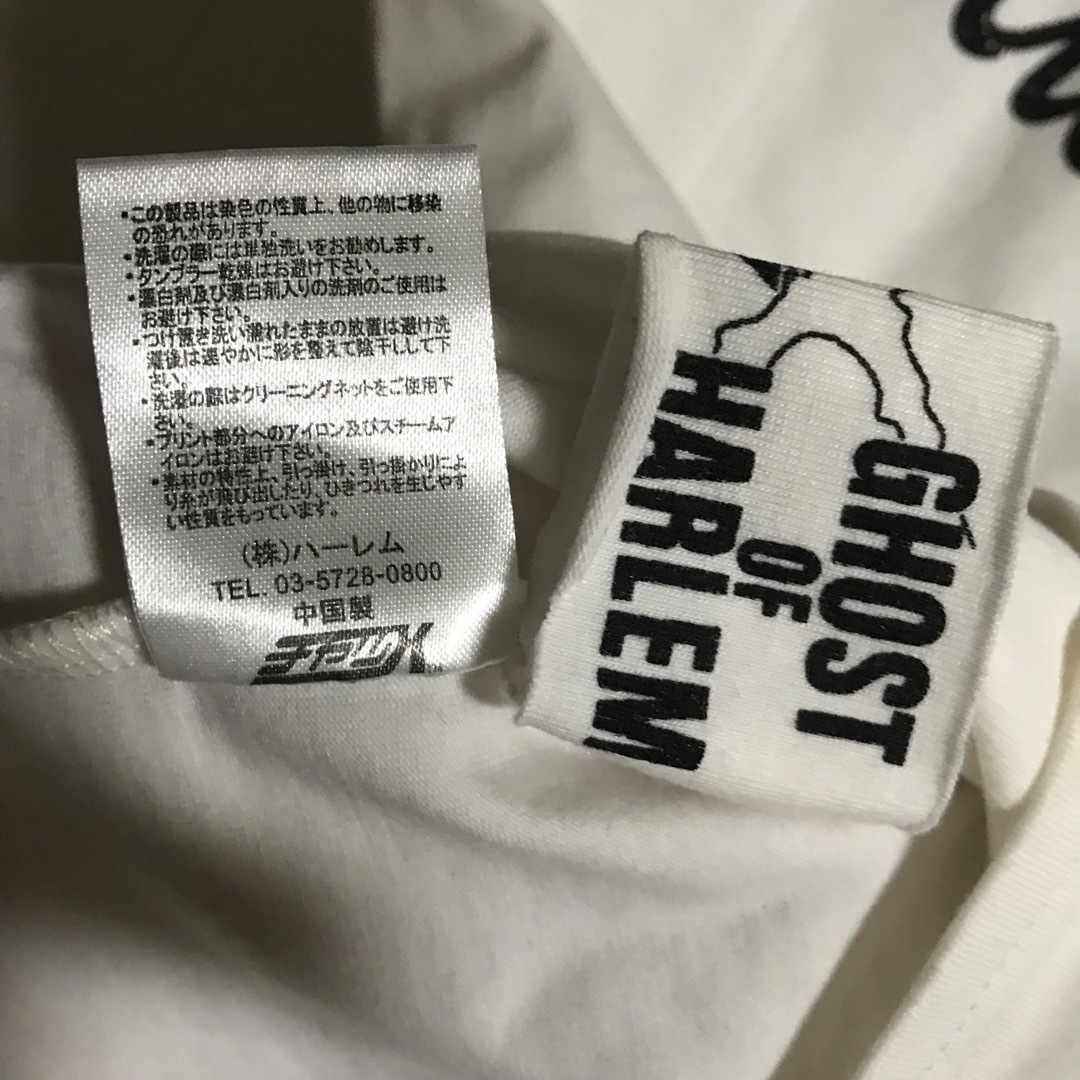 ・この製品は染色の性質上、他の物に移染
の恐れがあります。
・洗濯の際には単独洗いをお勧めします。
・タンブラー乾燥はお避け下さい。
・漂白剤及び漂白剤入りの洗剤のご使用は
お避け下さい。
・つけ置き洗い濡れたままの放置は避け洗
濯後は速やかに形を整えて陰干しして下
さい。
・洗濯の際はクリーニングネットをご使用下
さい。
・プリント部分へのアイロン及びスチームア
イロンはお避け下さい。
・素材の特性上、引っ掛け、引っ掛かりによ
り糸が飛び出したり、ひきつれを生じやす
い性質をもっています。
(株)ハーレム
TEL. 03-5728-0800
中国製
GHOST
OF
HARLEM